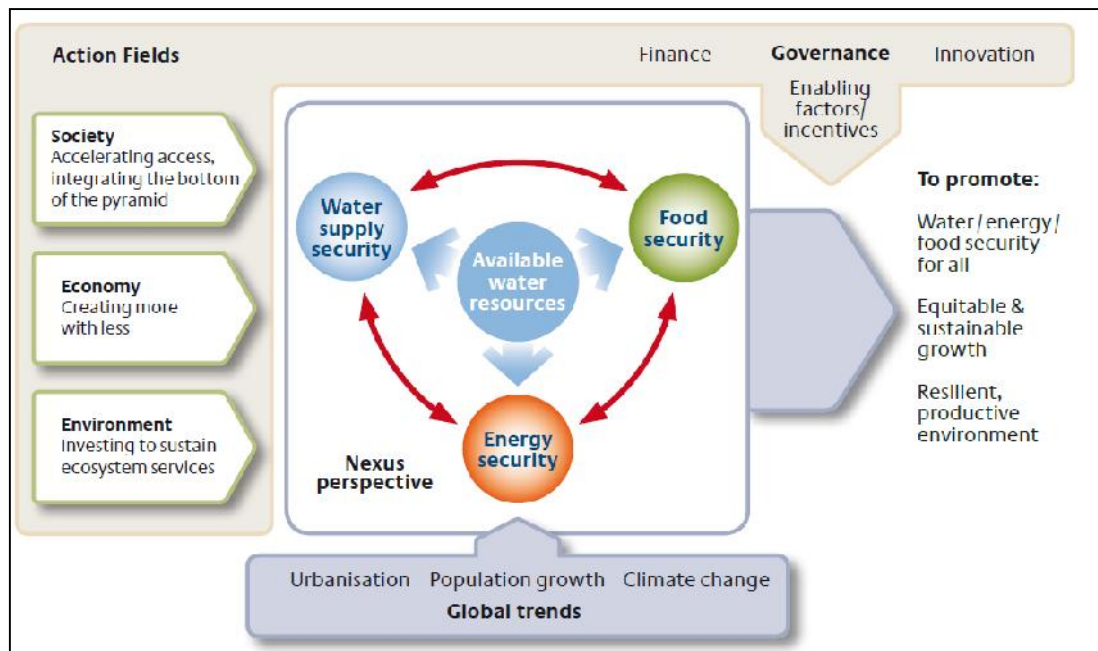 Action Fields
Finance
Governance
Innovation
Enabling
factors/
incentives
Society
Accelerating access,
integrating the bottom
of the pyramid
Economy
Creating more
with less
Environment
Investing to sustain
ecosystem services
Water
supply
security
Food
security
Available
water
resources
Energy
security
Nexus
perspective
To promote:
Water/energy/
food security
for all
Equitable &
sustainable
growth
Resilient,
productive
environment
Urbanisation
Population growth
Climate change
Global trends